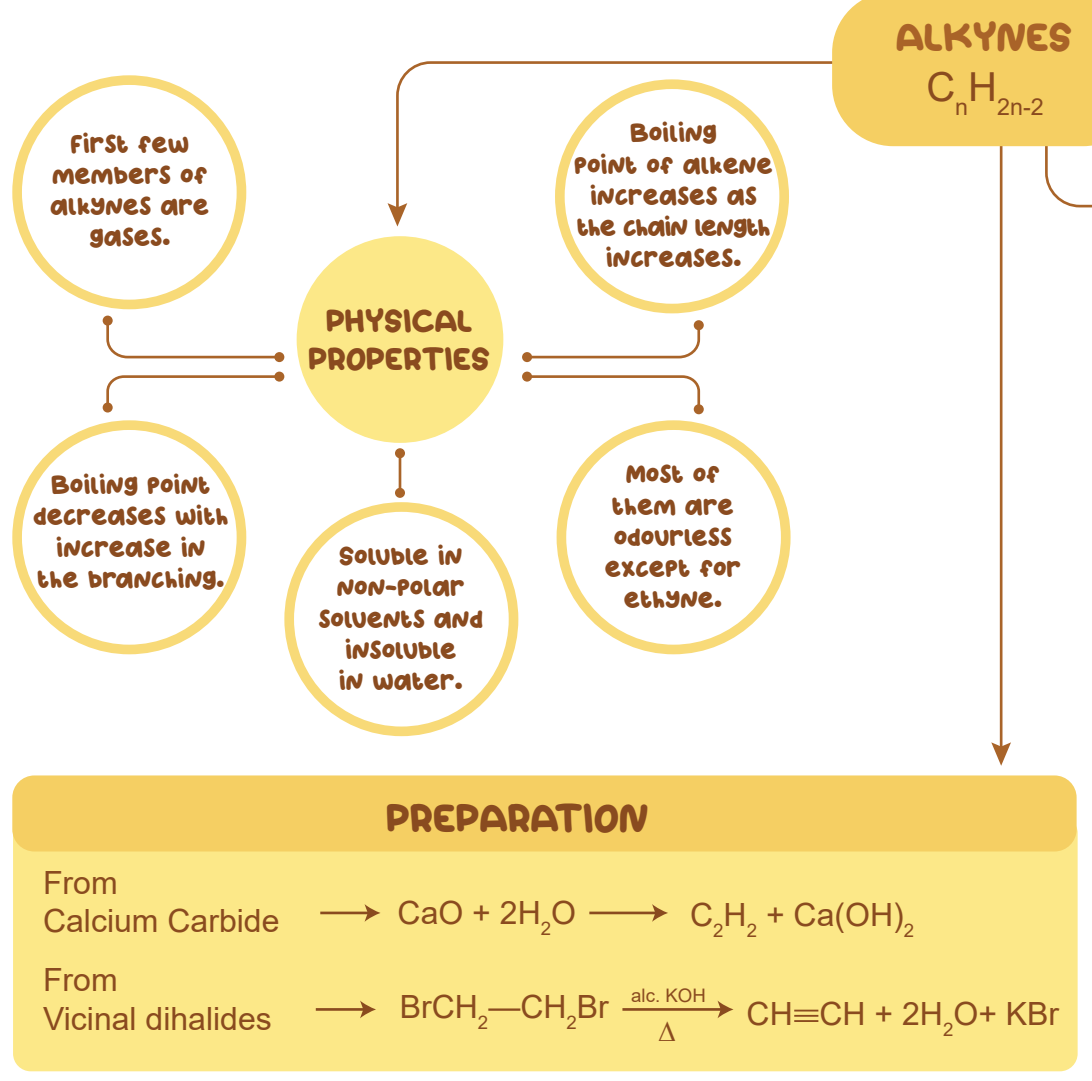 ALKYNES
CnH2n-2
First few
members of
alkynes are
gases.
Boiling
Point of alkene
increases as
the chain length
increases.
PHYSICAL
PROPERTIES
Boiling Point
decreases with
increase in
the branching.
Soluble in
non-polar
solvents and
insoluble
in water.
Most of
them are
odourless
except for
ethyne.
PREPARATION
From
Calcium Carbide → CaO + 2H₂O → C₂H₂ + Ca(OH)₂
From
Vicinal dihalides → BrCH₂—CH₂Br alc. KOH → Δ CH≡CH + 2H₂O+ KBr